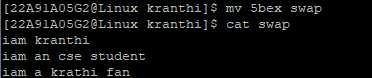 [22A91A05G2@Linux kranthi]$ mv 5bex swap
[22A91A05G2@Linux kranthi]$ cat swap
iam kranthi
iam an cse student
iam a krathi fan